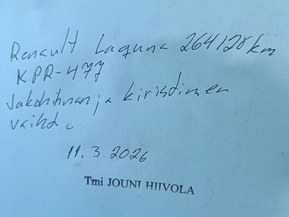 Renault Laguna 264128 km
KPR-477
Jakohihnan ja kiristimen
vaihto.
11.3.2026
Tmi JOUNI HIIVOLA